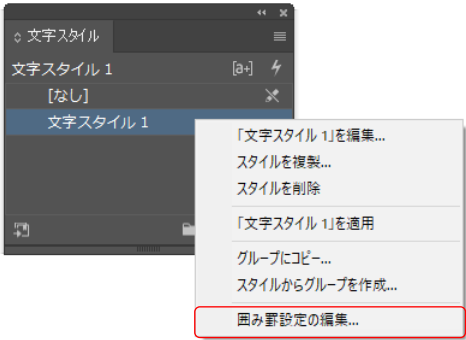 文字スタイル
文字スタイル 1
[a+]
[なし]
文字スタイル 1
「文字スタイル 1」を編集...
スタイルを複製...
スタイルを削除
「文字スタイル 1」を適用
グループにコピー...
スタイルからグループを作成...
囲み罫設定の編集...